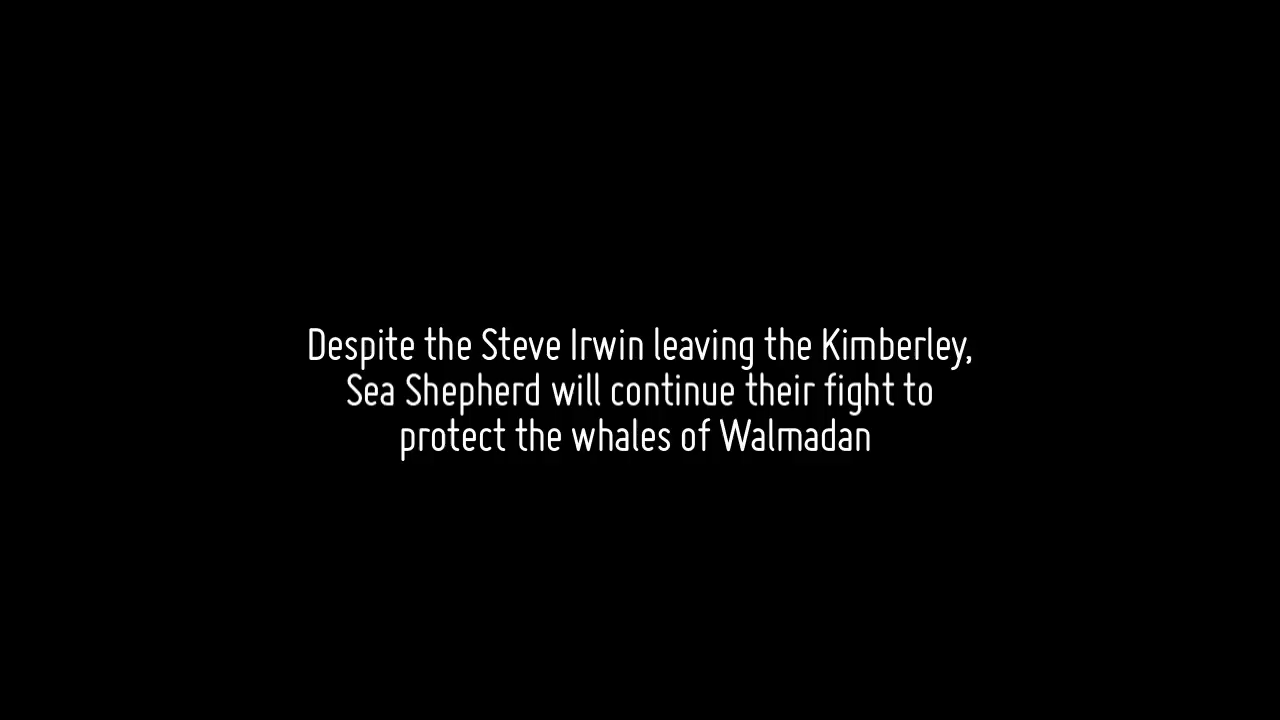 Despite the Steve Irwin leaving the Kimberley,
Sea Shepherd will continue their fight to
protect the whales of Walmadan